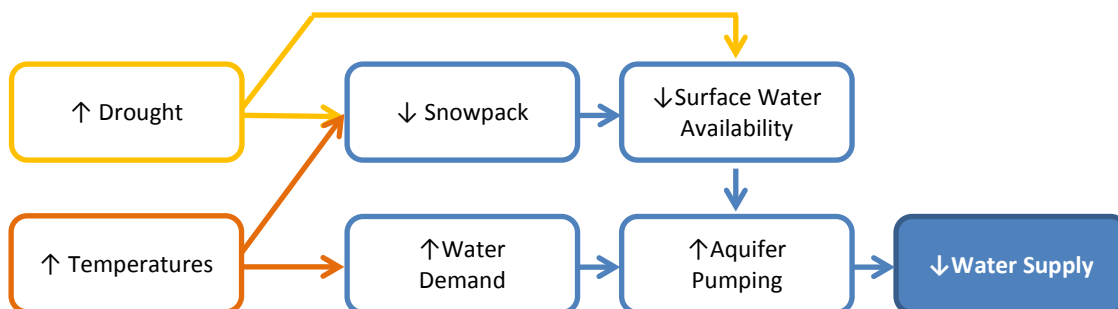 ↑ Drought
↓ Snowpack
↓Surface Water
Availability
↑ Temperatures
↑Water
Demand
↑Aquifer
Pumping
↓Water Supply